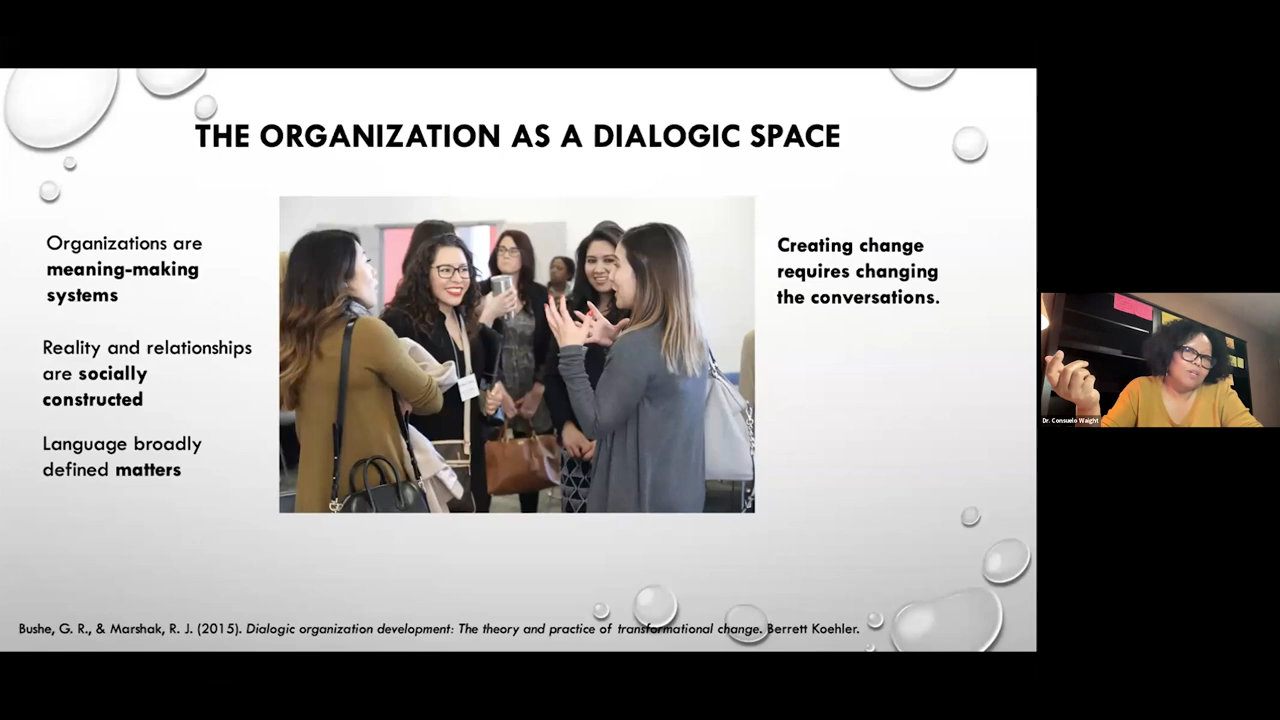 THE ORGANIZATION AS A DIALOGIC SPACE
Organizations are
meaning-making
systems
Reality and relationships
are socially
constructed
Language broadly
defined matters
Creating change
requires changing
the conversations.
Dr. Consuelo Waight
Bushe, G. R., & Marshak, R. J. (2015). Dialogic organization development: The theory and practice of transformational change. Berrett Koehler.